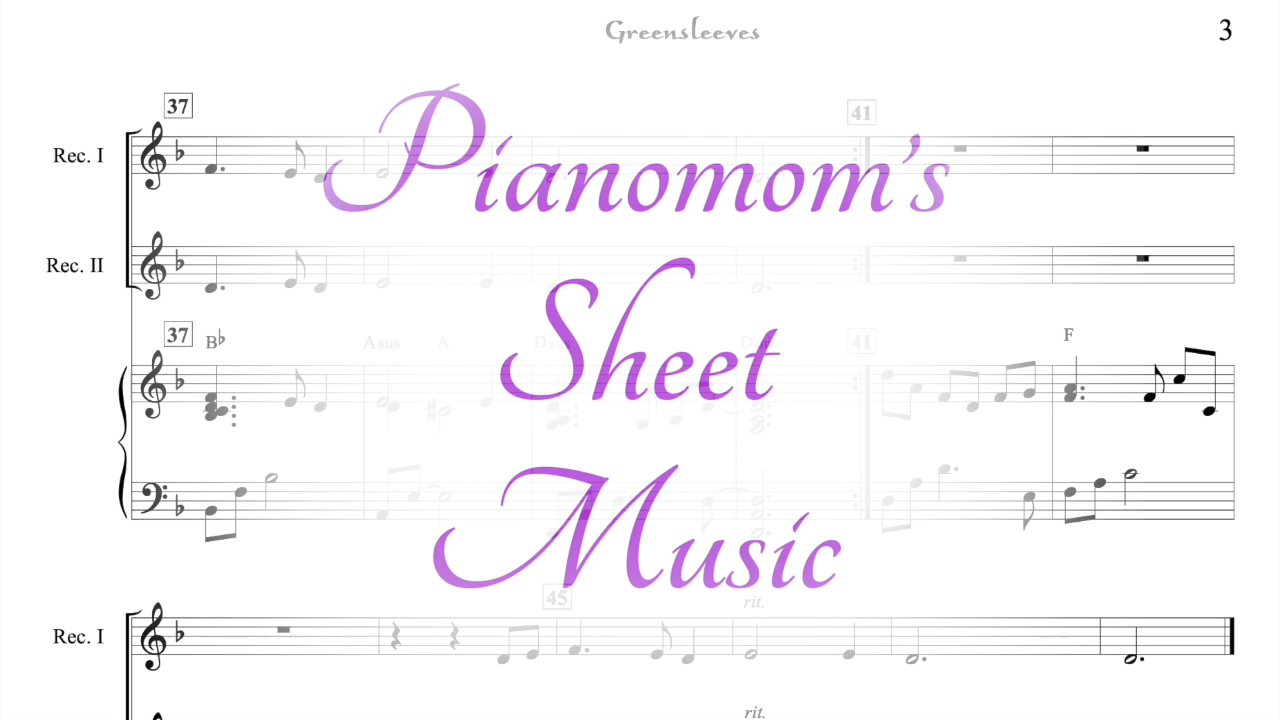 Greensleeves
3
37
41
Rec. I
Pianomom's
Rec. II
37
B♭
Asus
A
Dsus
41
F
Sheet
Music
45
rit.
Rec. I
rit.